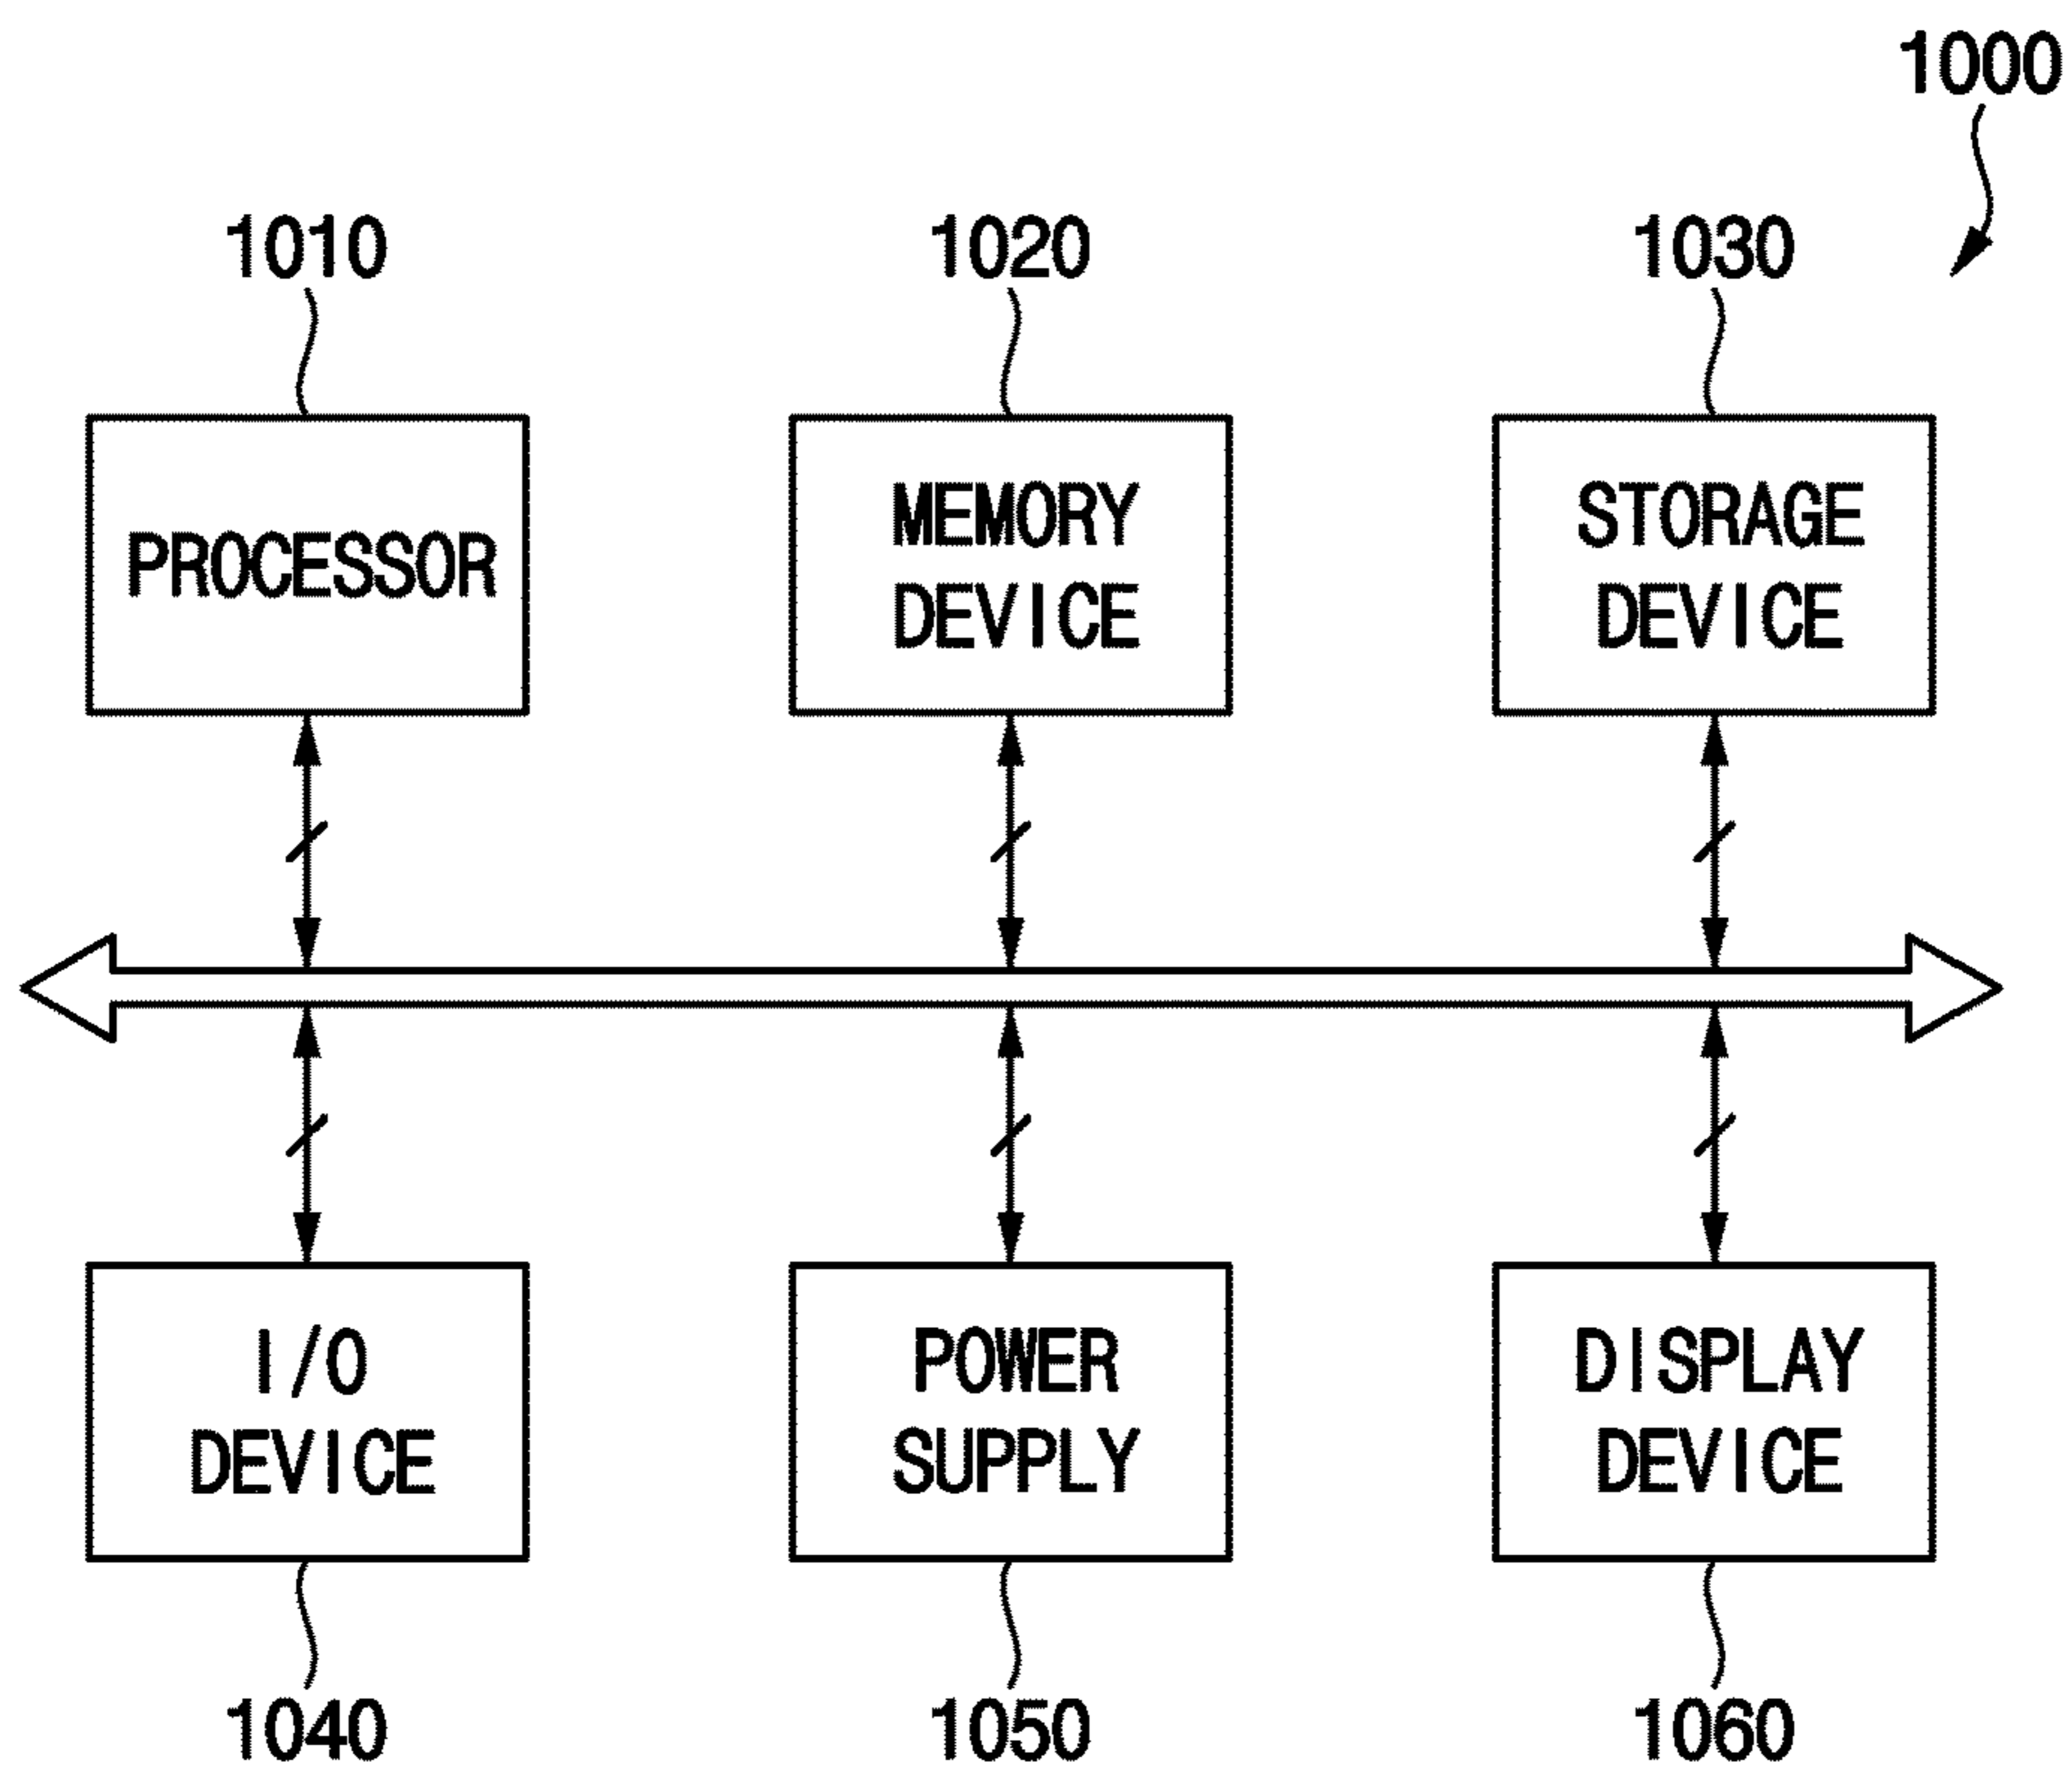 1000
1010
1020
1030
PROCESSOR
MEMORY
DEVICE
STORAGE
DEVICE
I/O
DEVICE
POWER
SUPPLY
DISPLAY
DEVICE
1040
1050
1060